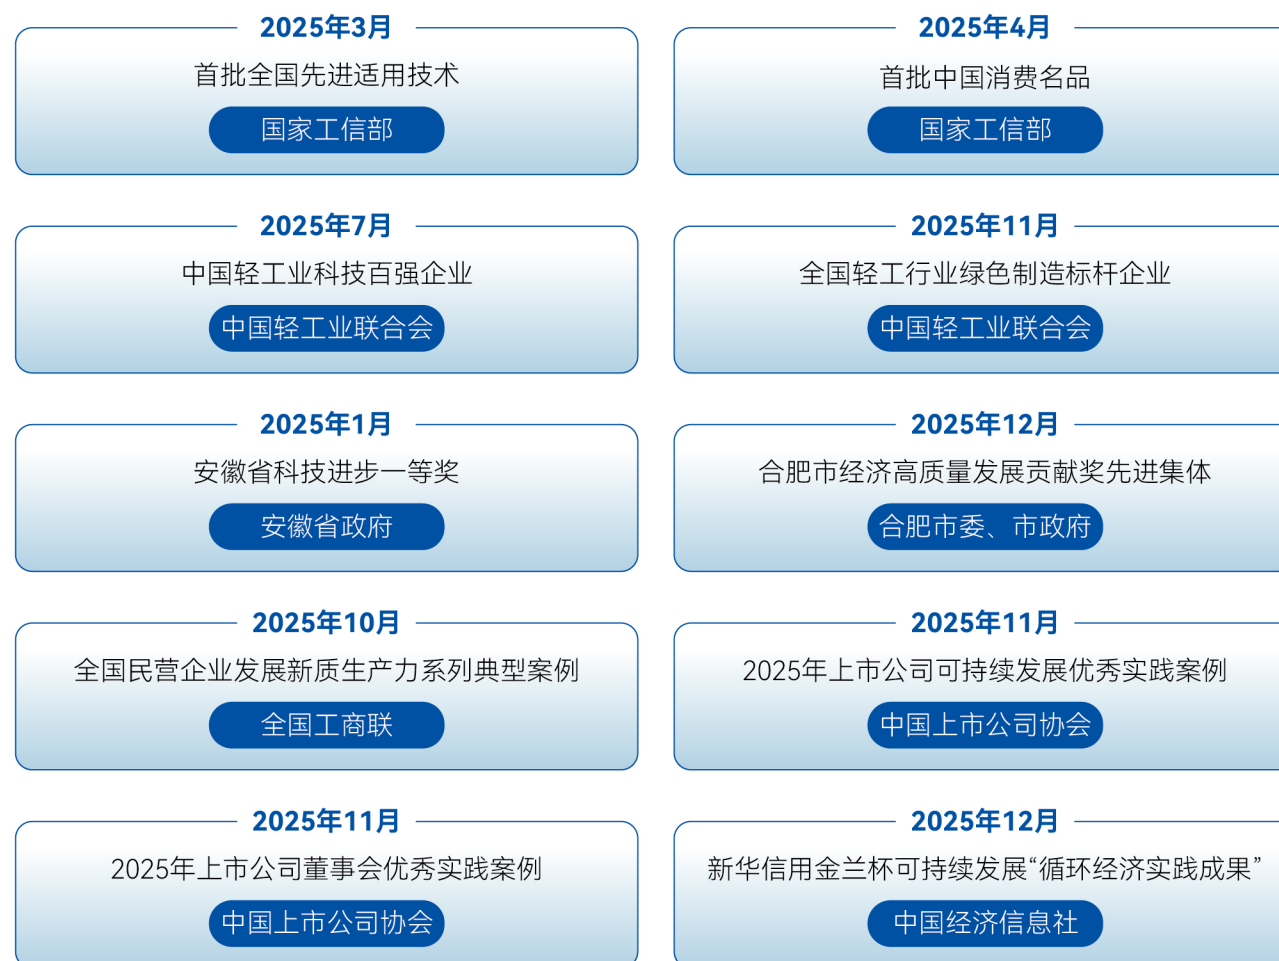 2025年3月
首批全国先进适用技术
国家工信部
2025年4月
首批中国消费名品
国家工信部
2025年7月
中国轻工业科技百强企业
中国轻工业联合会
2025年11月
全国轻工行业绿色制造标杆企业
中国轻工业联合会
2025年1月
安徽省科技进步一等奖
安徽省政府
2025年12月
合肥市经济高质量发展贡献奖先进集体
合肥市委、市政府
2025年10月
全国民营企业发展新质生产力系列典型案例
全国工商联
2025年11月
2025年上市公司可持续发展优秀实践案例
中国上市公司协会
2025年11月
2025年上市公司董事会优秀实践案例
中国上市公司协会
2025年12月
新华信用金兰杯可持续发展“循环经济实践成果”
中国经济信息社